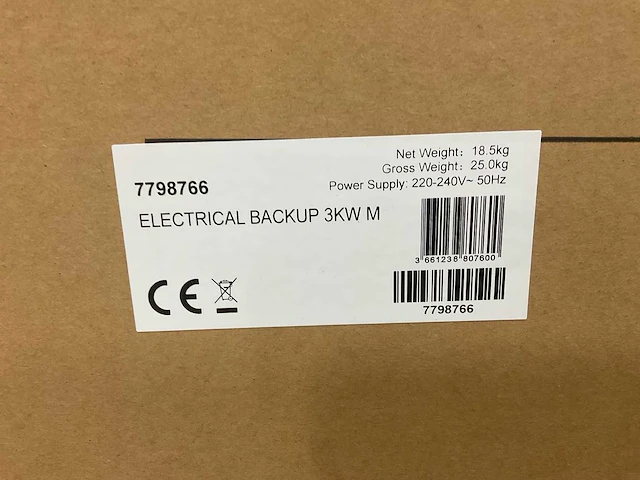 Net Weight: 18.5kg
Gross Weight: 25.0kg
Power Supply: 220-240V~ 50Hz
7798766
ELECTRICAL BACKUP 3KW M
3 661238 807600
CE
7798766